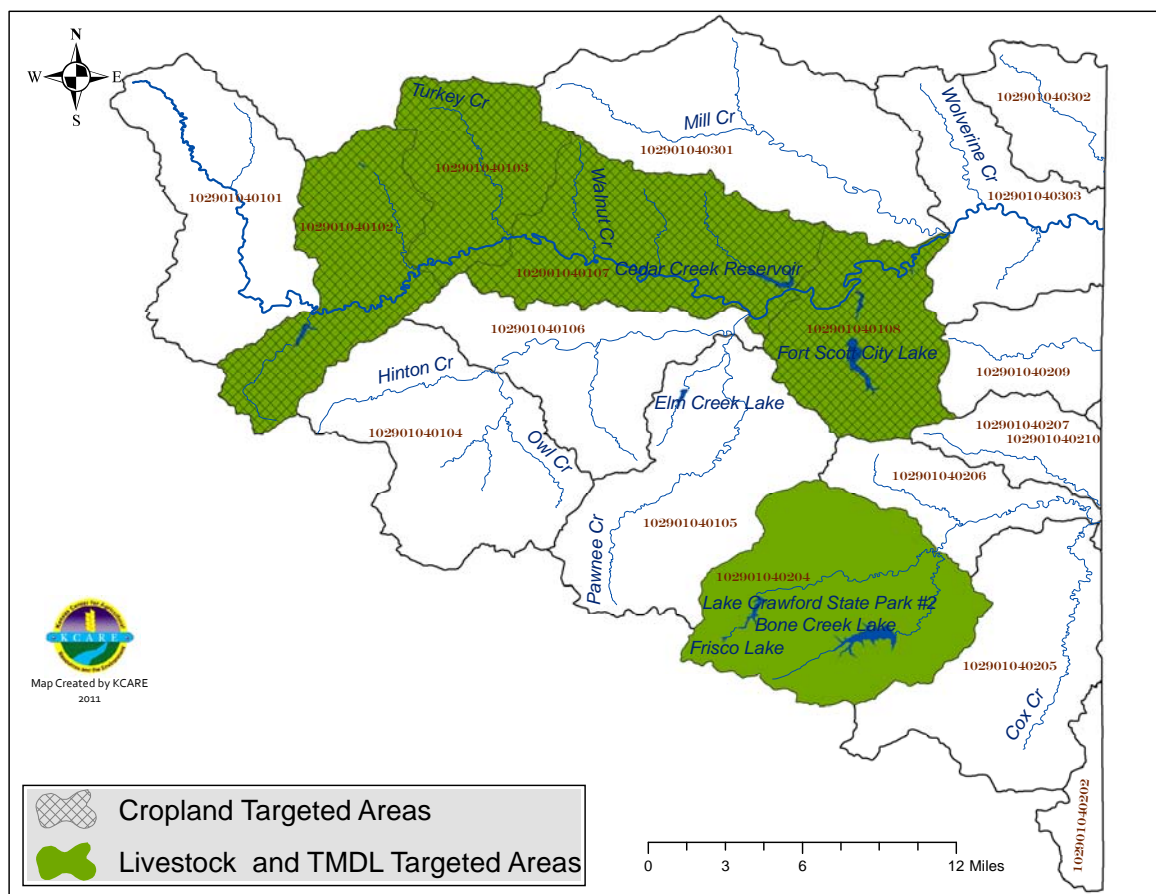 N
W E
S
Turkey Cr
Mill Cr
Wolverine Cr
102901040302
102901040301
102901040103
102901040101
Walnut Cr
102901040303
102901040102
Cedar Creek Reservoir
102901040107
102901040106
102901040108
Fort Scott City Lake
Hinton Cr
102901040209
Elm Creek Lake
102901040104
Owl Cr
102901040207
102901040210
102901040206
102901040105
Pawnee Cr
102901040204
Lake Crawford State Park #2
Bone Creek Lake
Frisco Lake
102901040205
Cox Cr
102901040202
KCARE
Map Created by KCARE
2011
Cropland Targeted Areas
Livestock and TMDL Targeted Areas
0 3 6 12 Miles